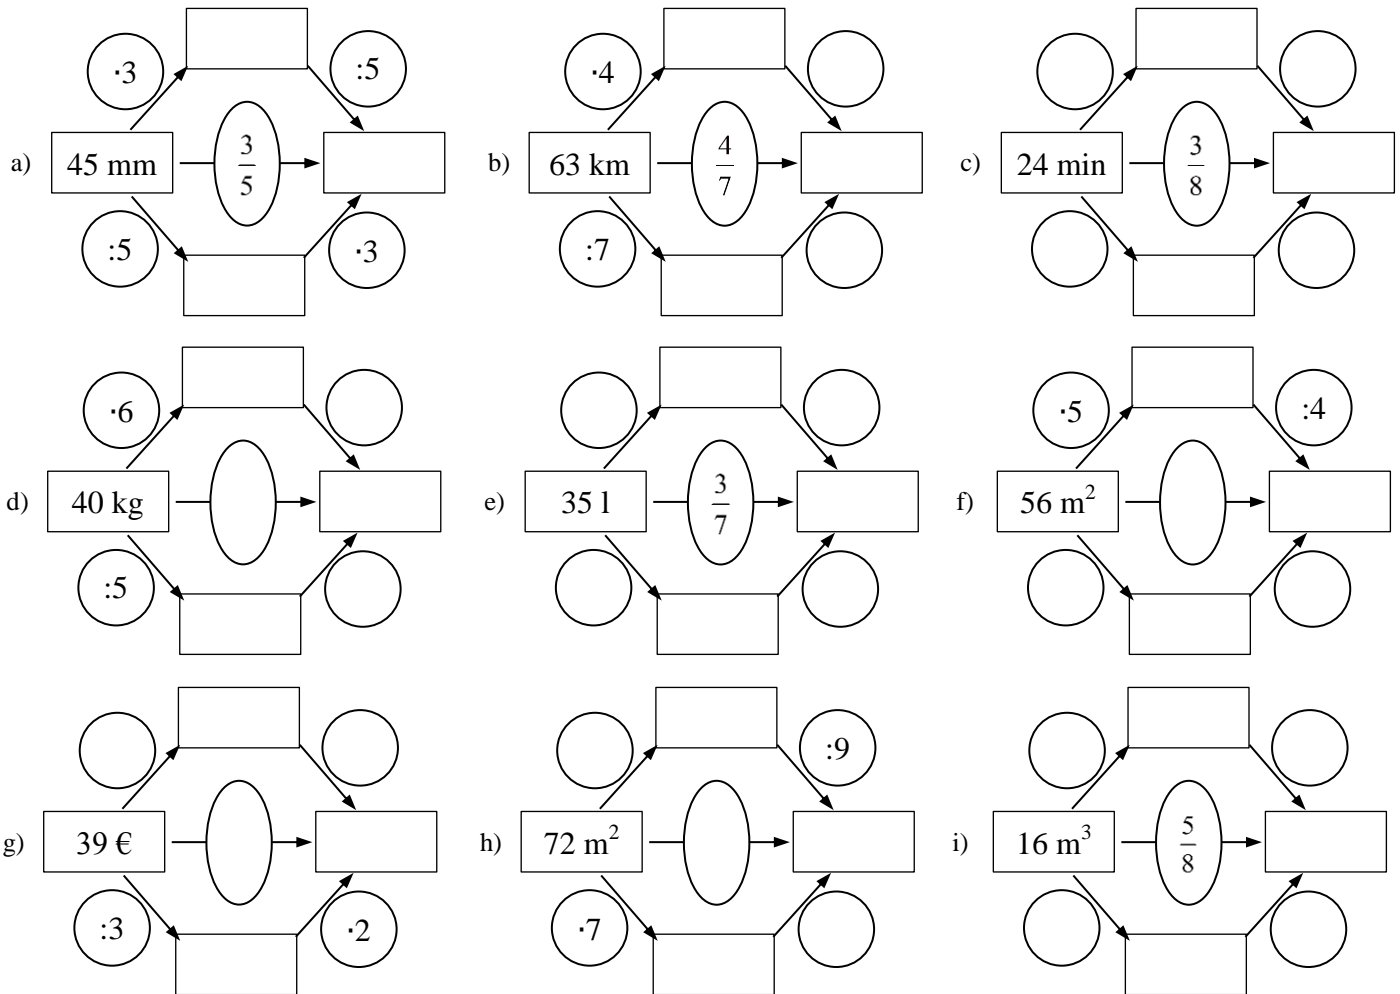 ·3 :5 ·4
a) 45 mm 3/5 b) 63 km 4/7 c) 24 min 3/8
:5 ·3 :7
·6 ·5 :4
d) 40 kg e) 35 l 3/7 f) 56 m²
:5
:9
g) 39 € h) 72 m² i) 16 m³ 5/8
:3 ·2 ·7